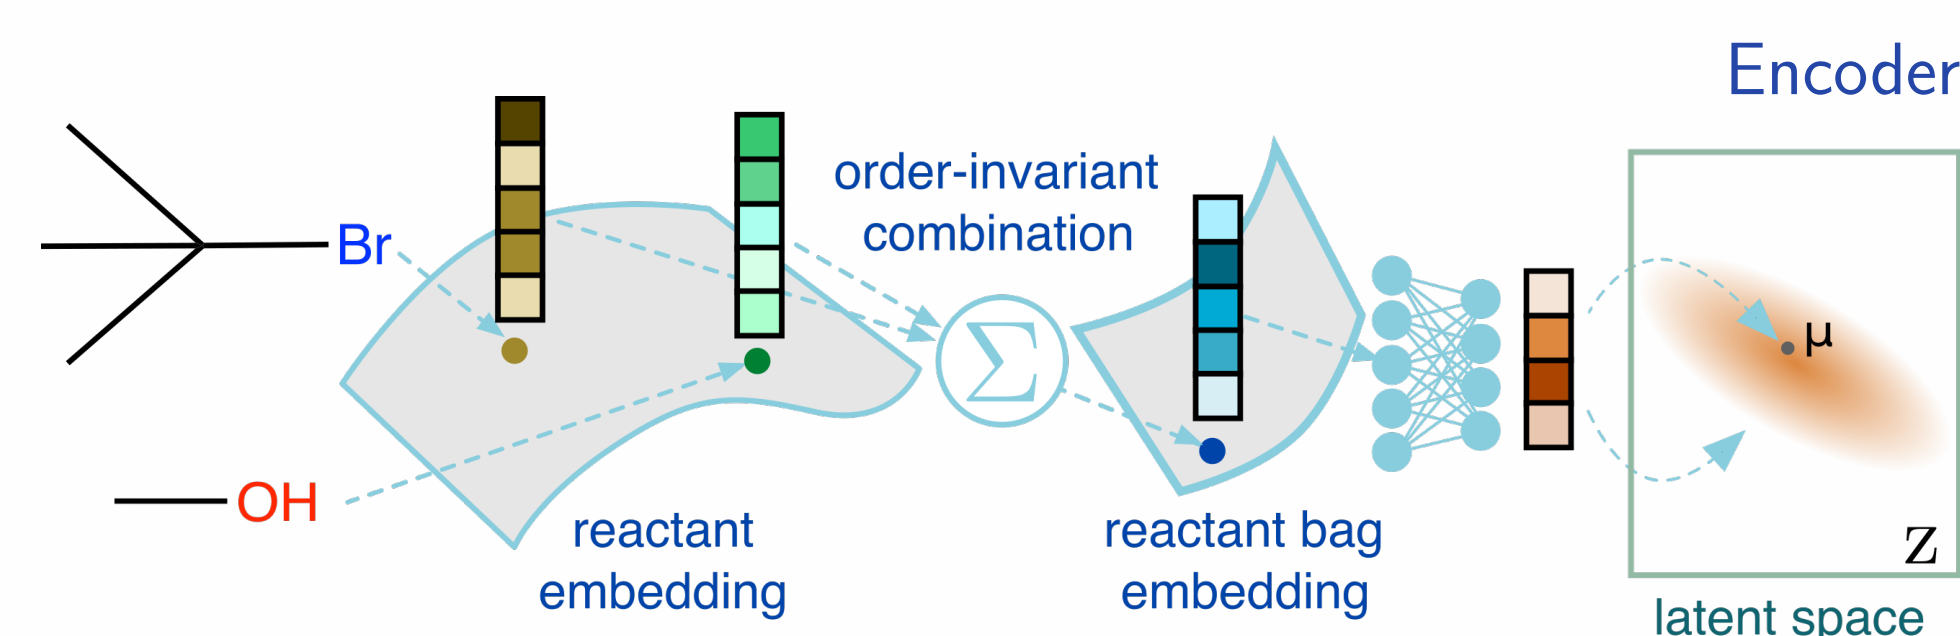 Encoder
order-invariant
combination
Br
Σ
μ
OH
reactant
embedding
reactant bag
embedding
Z
latent space